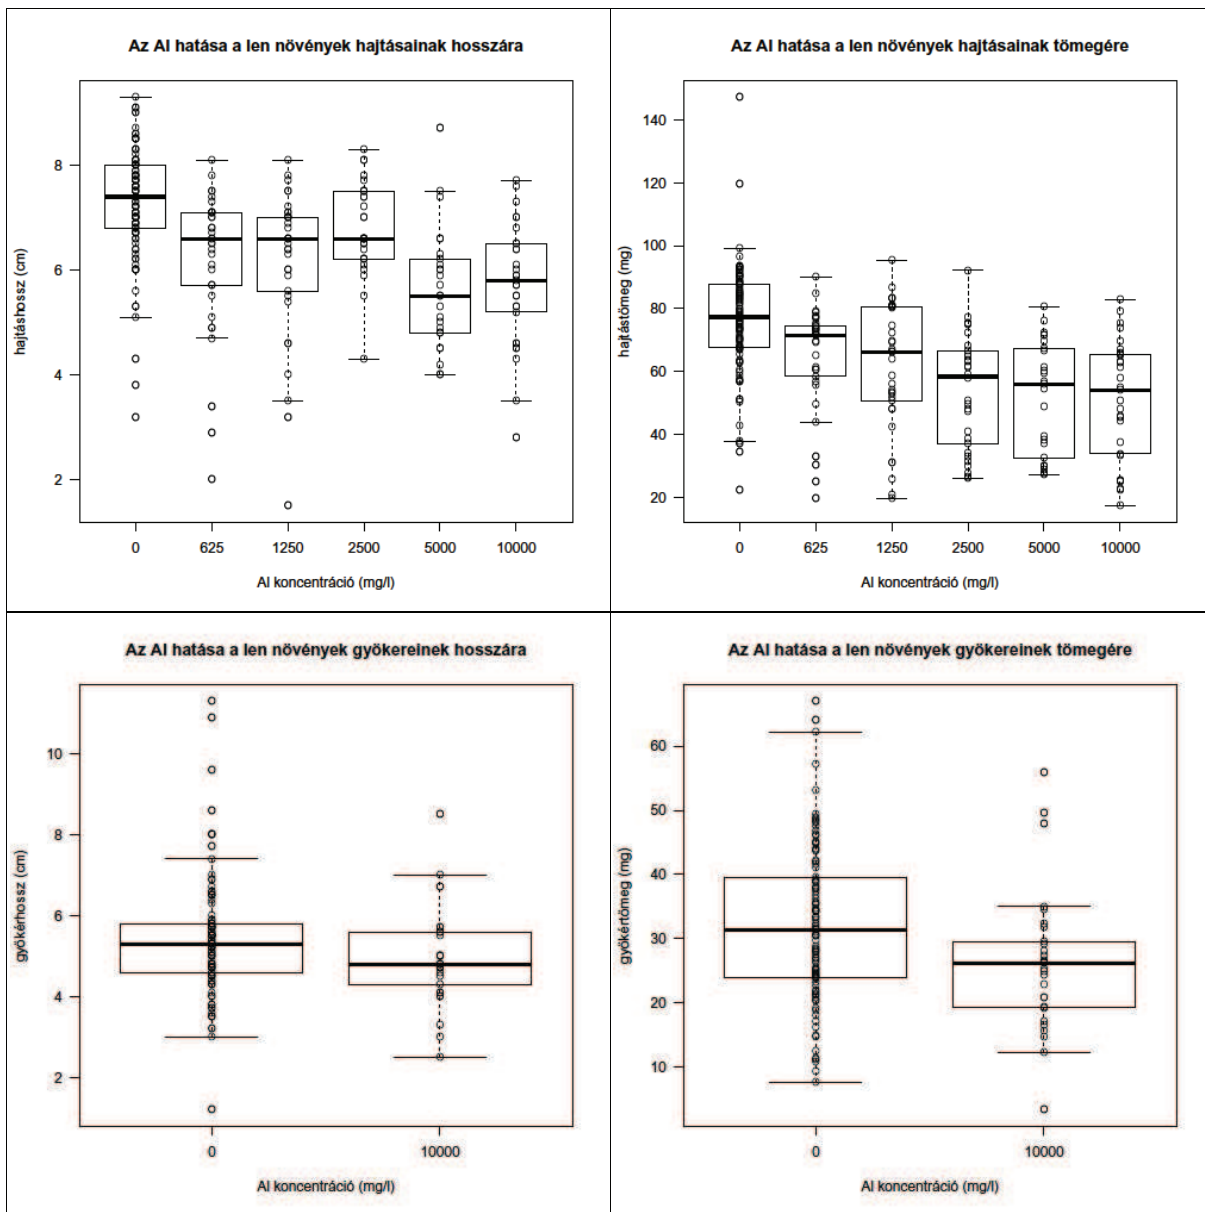 Az Al hatása a len növények hajtásainak hosszára
hajtáshossz (cm)
8
6
4
2
0 625 1250 2500 5000 10000
Al koncentráció (mg/l)
Az Al hatása a len növények hajtásainak tömegére
hajtástömeg (mg)
140
120
100
80
60
40
20
0 625 1250 2500 5000 10000
Al koncentráció (mg/l)
Az Al hatása a len növények gyökereinek hosszára
gyökérhossz (cm)
10
8
6
4
2
0 10000
Al koncentráció (mg/l)
Az Al hatása a len növények gyökereinek tömegére
gyökértömeg (mg)
60
50
40
30
20
10
0 10000
Al koncentráció (mg/l)